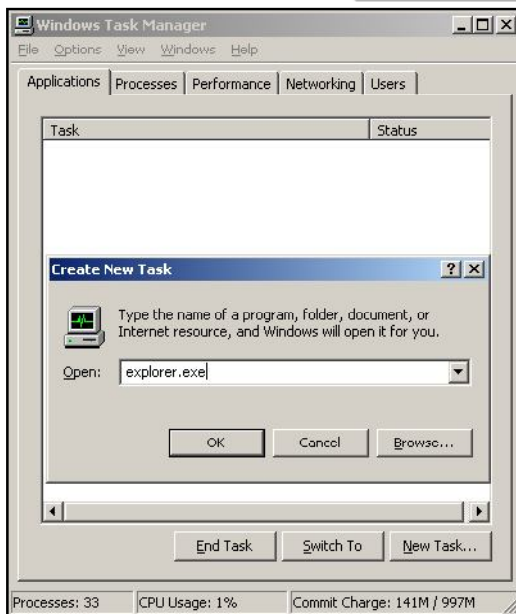 Windows Task Manager
File Options View Windows Help
Applications Processes Performance Networking Users
Task Status
Create New Task
Type the name of a program, folder, document, or
Internet resource, and Windows will open it for you.
Open: explorer.exe
OK Cancel Browse...
End Task Switch To New Task...
Processes: 33 CPU Usage: 1% Commit Charge: 141M / 997M